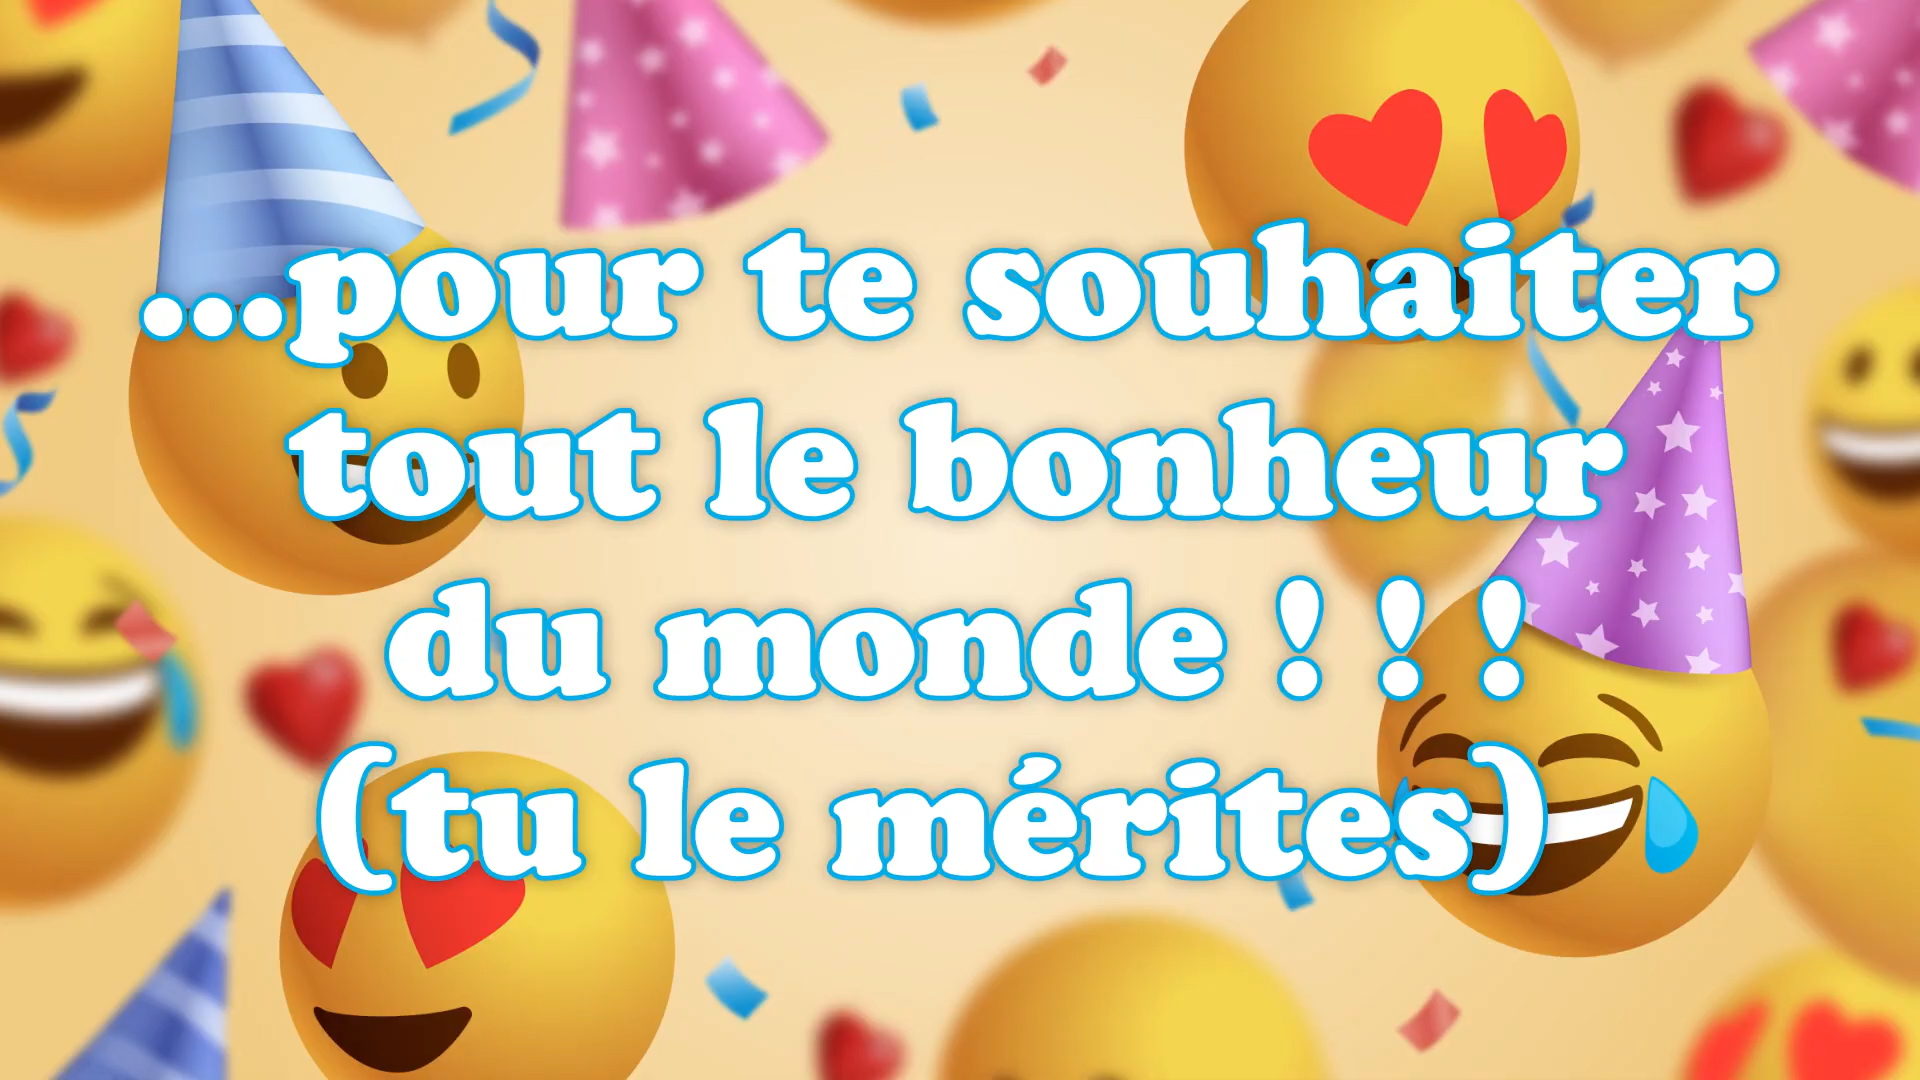 ...pour te souhaiter
tout le bonheur
du monde ! ! !
(tu le mérites)